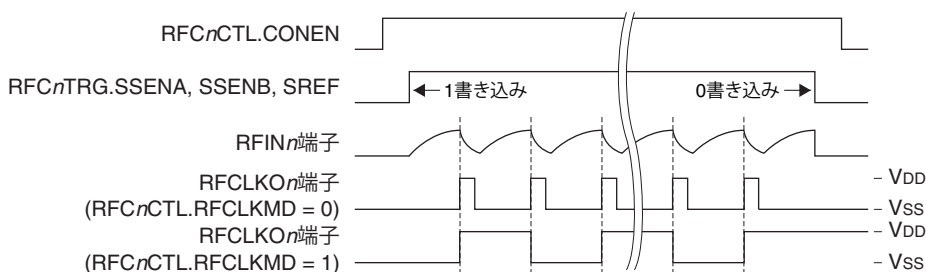 RFCnCTL.CONEN
RFCnTRG.SSENA, SSENB, SREF
1書き込み
0書き込み
RFINn端子
RFCLKOn端子
(RFCnCTL.RFCLKMD = 0)
VDD
VSS
RFCLKOn端子
(RFCnCTL.RFCLKMD = 1)
VDD
VSS